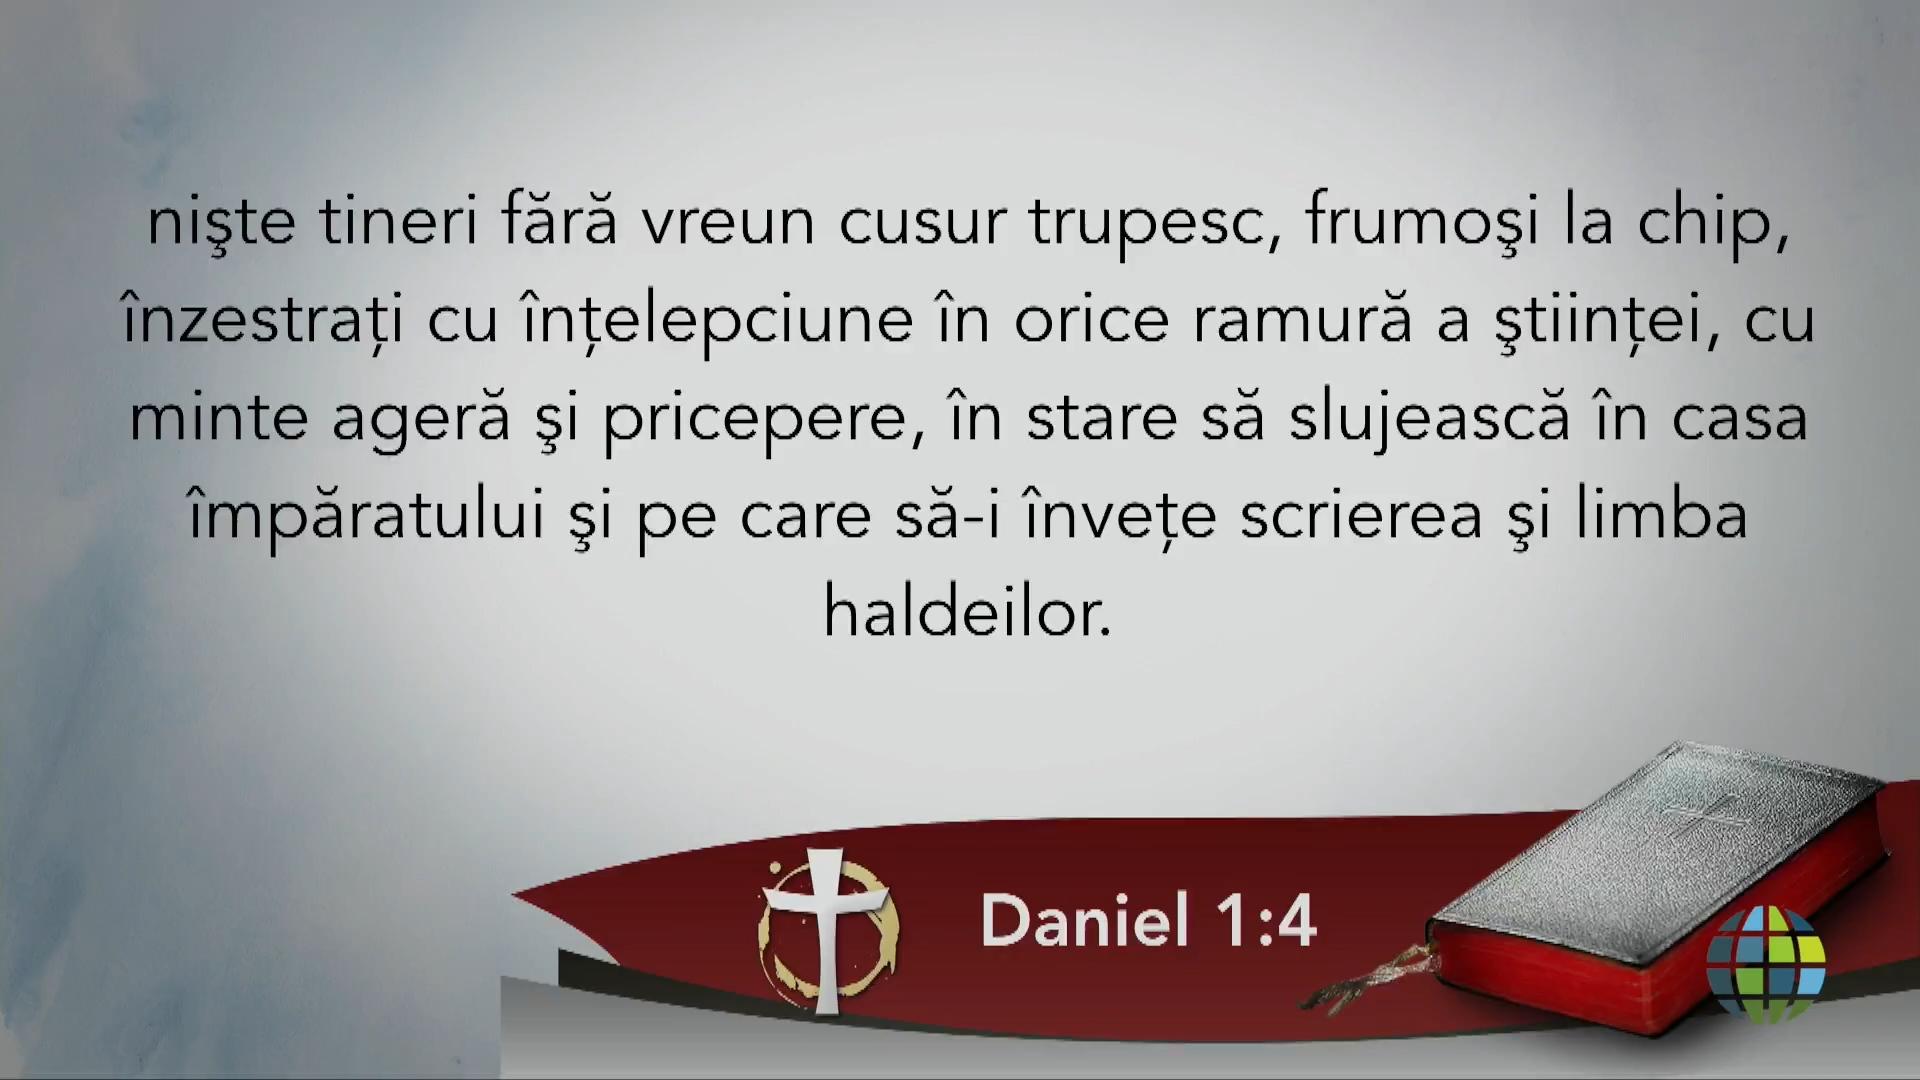 nişte tineri fără vreun cusur trupesc, frumoşi la chip,
înzestrați cu înțelepciune în orice ramură a ştiinței, cu
minte ageră şi pricepere, în stare să slujească în casa
împăratului şi pe care să-i învețe scrierea şi limba
haldeilor.
Daniel 1:4